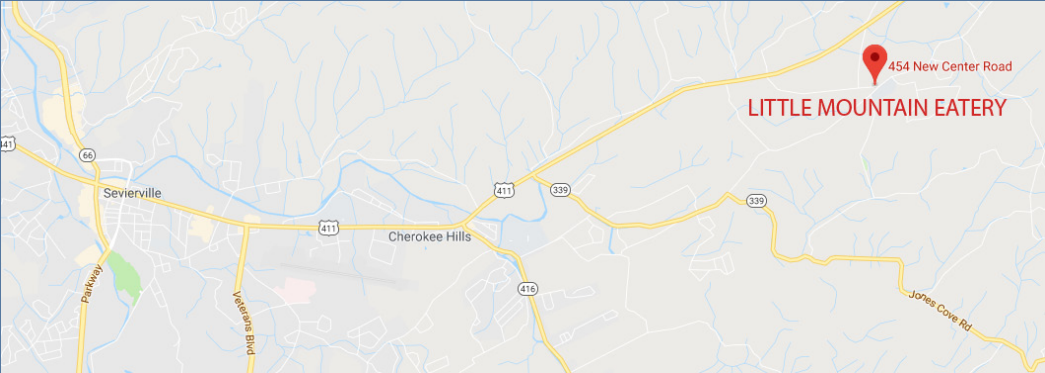 454 New Center Road
LITTLE MOUNTAIN EATERY
66
Sevierville
411
339
339
411
Cherokee Hills
416
Parkway
Veterans Blvd
Jones Cove Rd